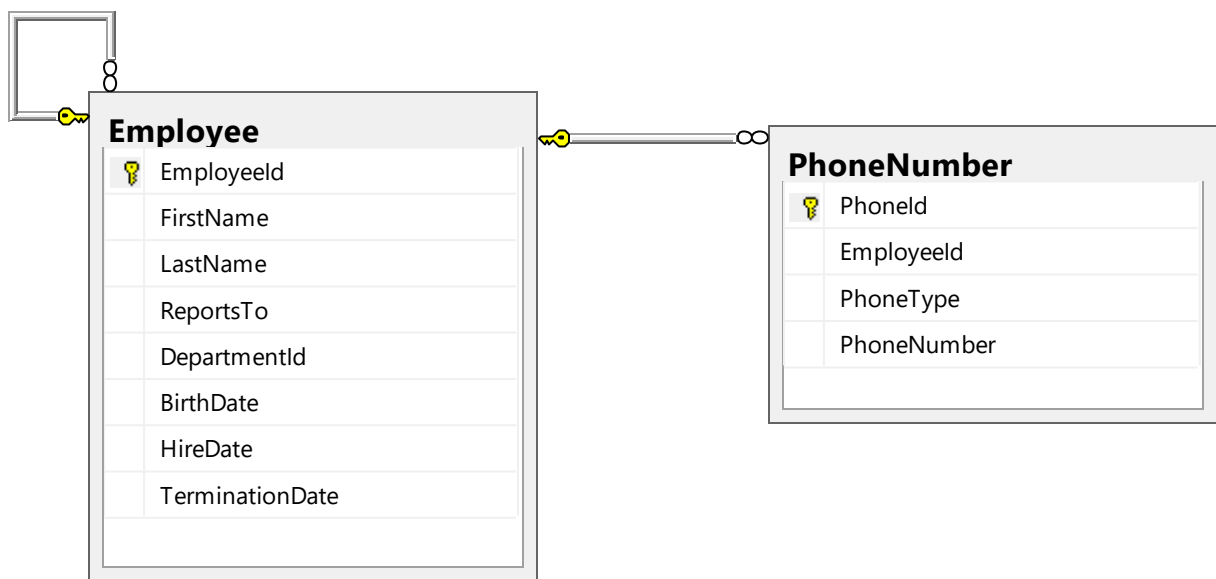 Employee
EmployeeId
FirstName
LastName
ReportsTo
DepartmentId
BirthDate
HireDate
TerminationDate
PhoneNumber
PhoneId
EmployeeId
PhoneType
PhoneNumber